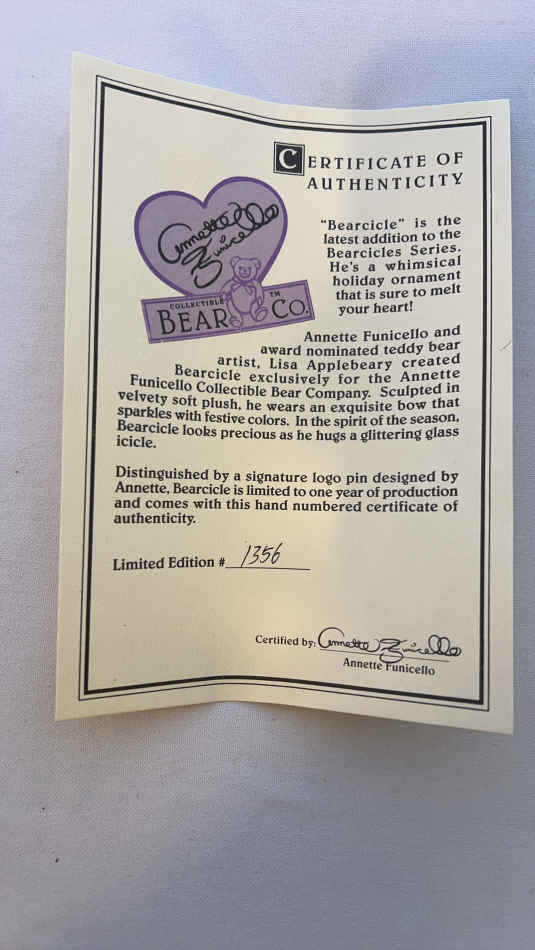 CERTIFICATE OF
AUTHENTICITY
Annette Funicello
COLLECTIBLE
BEAR CO.™
"Bearcicle" is the
latest addition to the
Bearcicles Series.
He's a whimsical
holiday ornament
that is sure to melt
your heart!
Annette Funicello and
award nominated teddy bear
artist, Lisa Applebeary created
Bearcicle exclusively for the Annette
Funicello Collectible Bear Company. Sculpted in
velvety soft plush, he wears an exquisite bow that
sparkles with festive colors. In the spirit of the season,
Bearcicle looks precious as he hugs a glittering glass
icicle.
Distinguished by a signature logo pin designed by
Annette, Bearcicle is limited to one year of production
and comes with this hand numbered certificate of
authenticity.
Limited Edition # 1356
Certified by: Annette Funicello
Annette Funicello